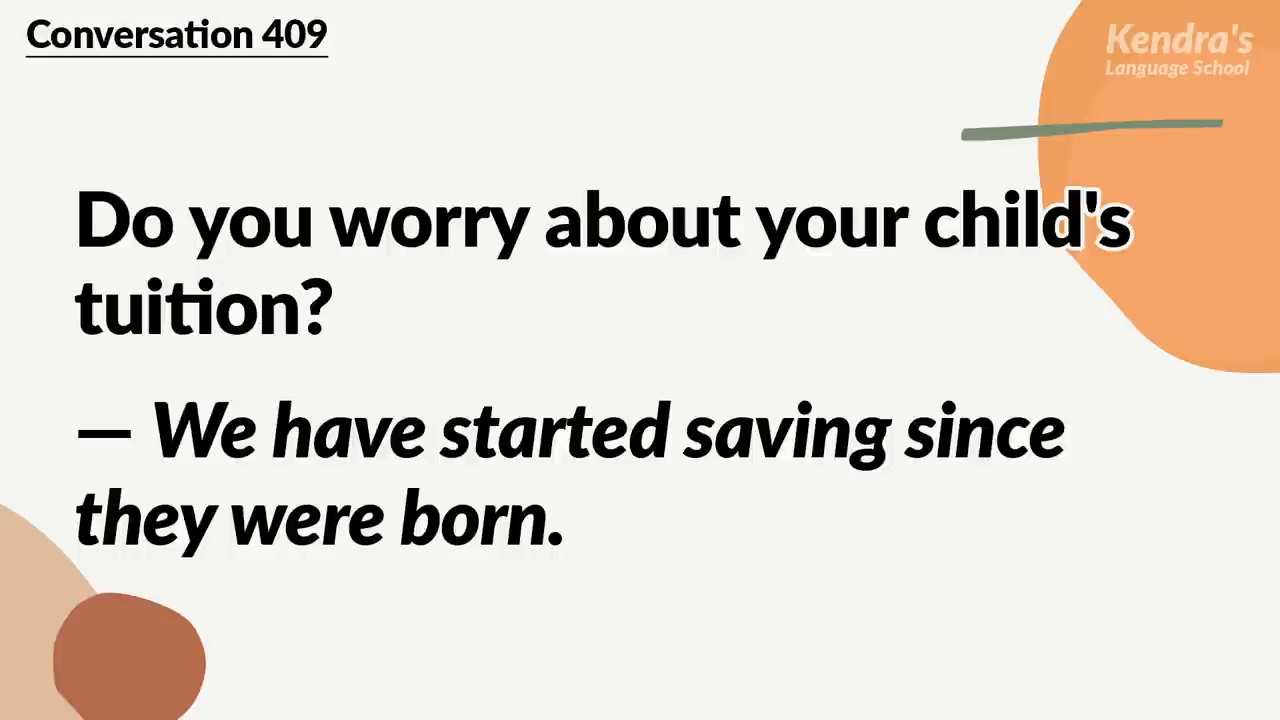 Conversation 409
Kendra's
Language School
Do you worry about your child's
tuition?
— We have started saving since
they were born.